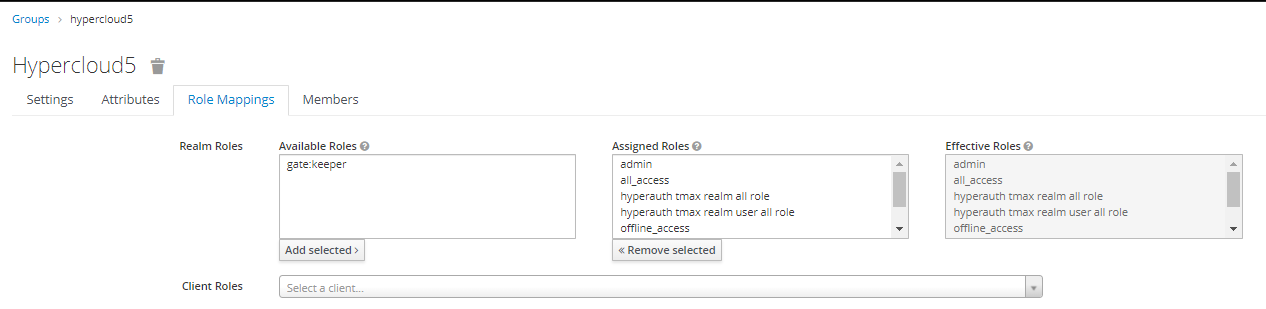 Groups > hypercloud5
Hypercloud5
Settings Attributes Role Mappings Members
Realm Roles
Available Roles
gate:keeper
Add selected >
Assigned Roles
admin
all_access
hyperauth tmax realm all role
hyperauth tmax realm user all role
offline_access
« Remove selected
Effective Roles
admin
all_access
hyperauth tmax realm all role
hyperauth tmax realm user all role
offline_access
Client Roles
Select a client...